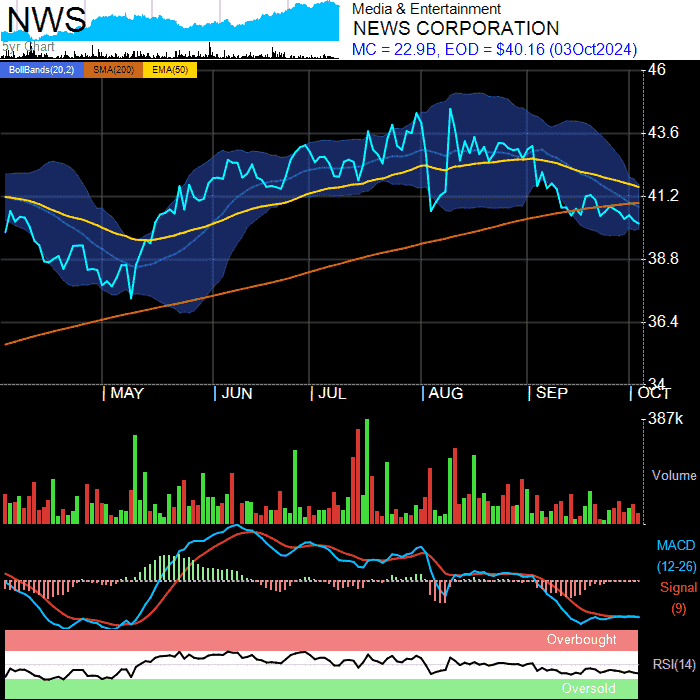 NWS
5yr Chart
Media & Entertainment
NEWS CORPORATION
MC = 22.9B, EOD = $40.16 (03Oct2024)
BollBands(20,2) SMA(200) EMA(50)
46
43.6
41.2
38.8
36.4
34
MAY JUN JUL AUG SEP OCT
387k
Volume
MACD
(12-26)
Signal
(9)
Overbought
RSI(14)
Oversold